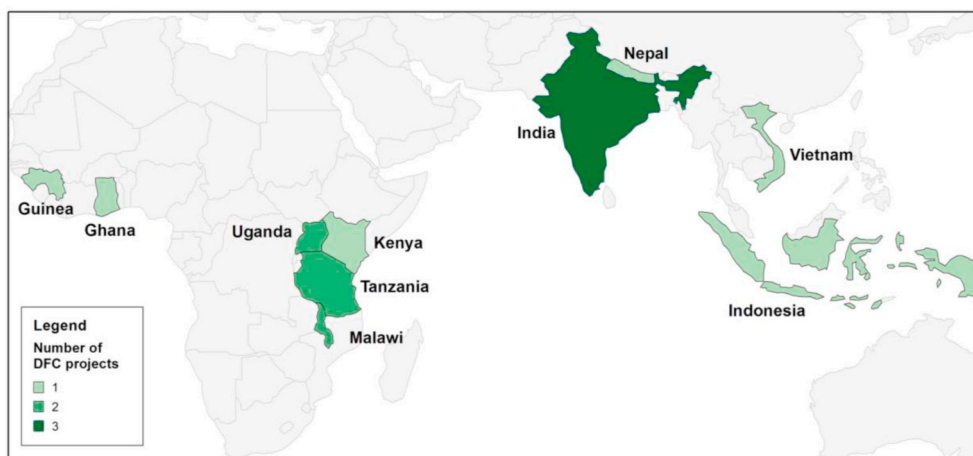 Nepal
India
Vietnam
Guinea
Ghana
Uganda
Kenya
Tanzania
Indonesia
Malawi
Legend
Number of
DFC projects
1
2
3